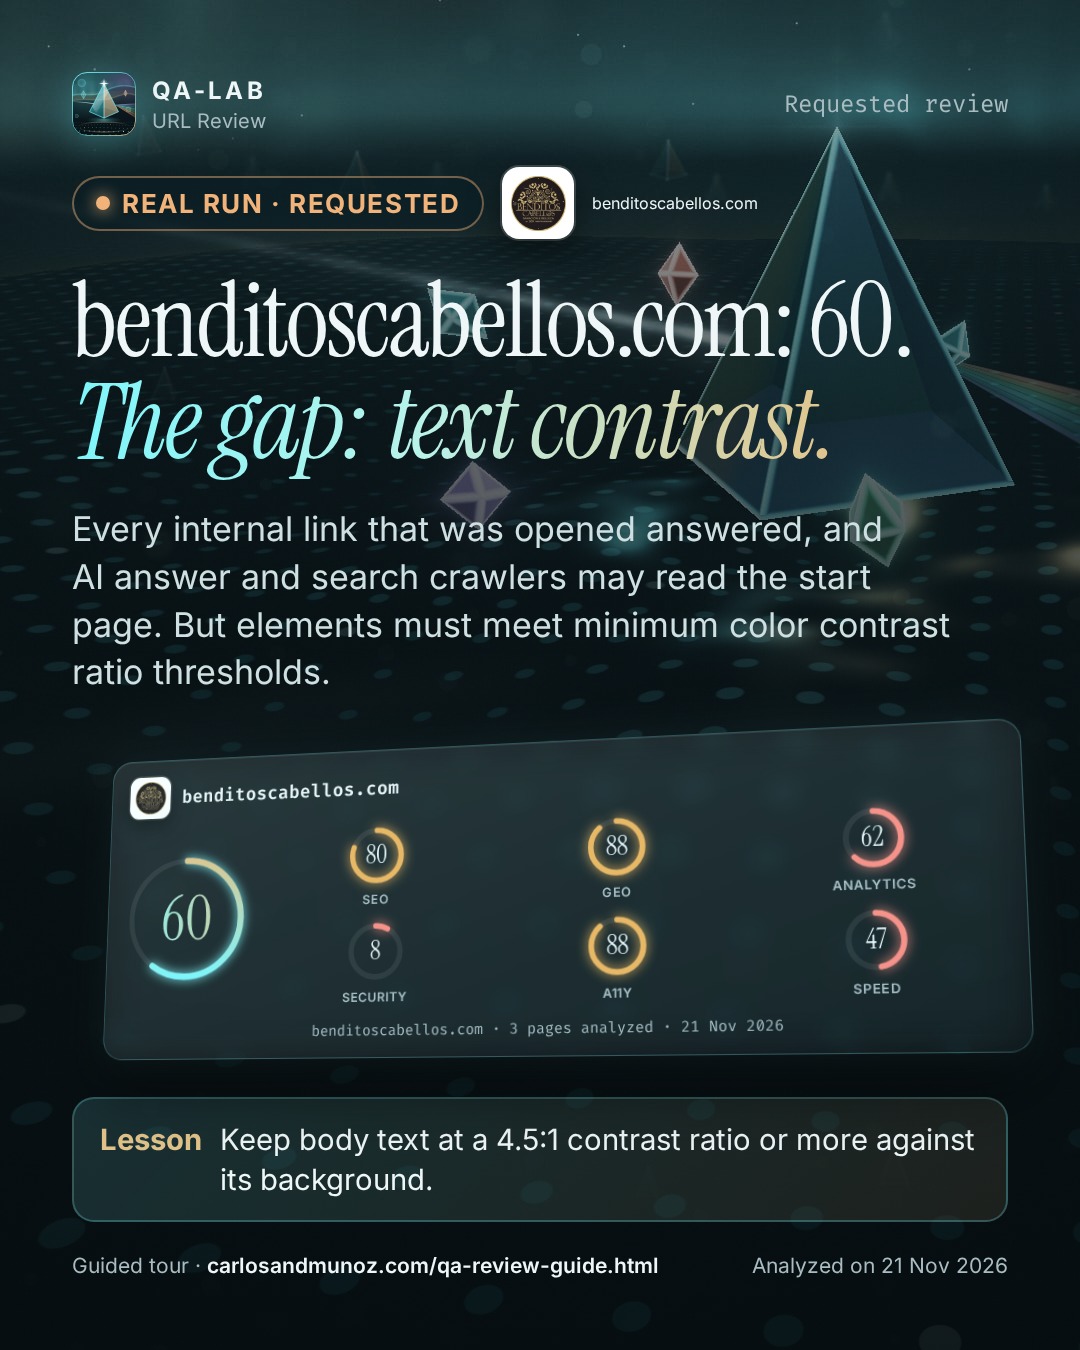 QA-LAB
URL Review
Requested review
REAL RUN · REQUESTED
BENDITOS
CABELLOS
benditoscabellos.com
benditoscabellos.com: 60.
The gap: text contrast.
Every internal link that was opened answered, and
AI answer and search crawlers may read the start
page. But elements must meet minimum color contrast
ratio thresholds.
benditoscabellos.com
60
80
SEO
88
GEO
62
ANALYTICS
8
SECURITY
88
A11Y
47
SPEED
benditoscabellos.com · 3 pages analyzed · 21 Nov 2026
Lesson Keep body text at a 4.5:1 contrast ratio or more against
its background.
Guided tour · carlosandmunoz.com/qa-review-guide.html
Analyzed on 21 Nov 2026